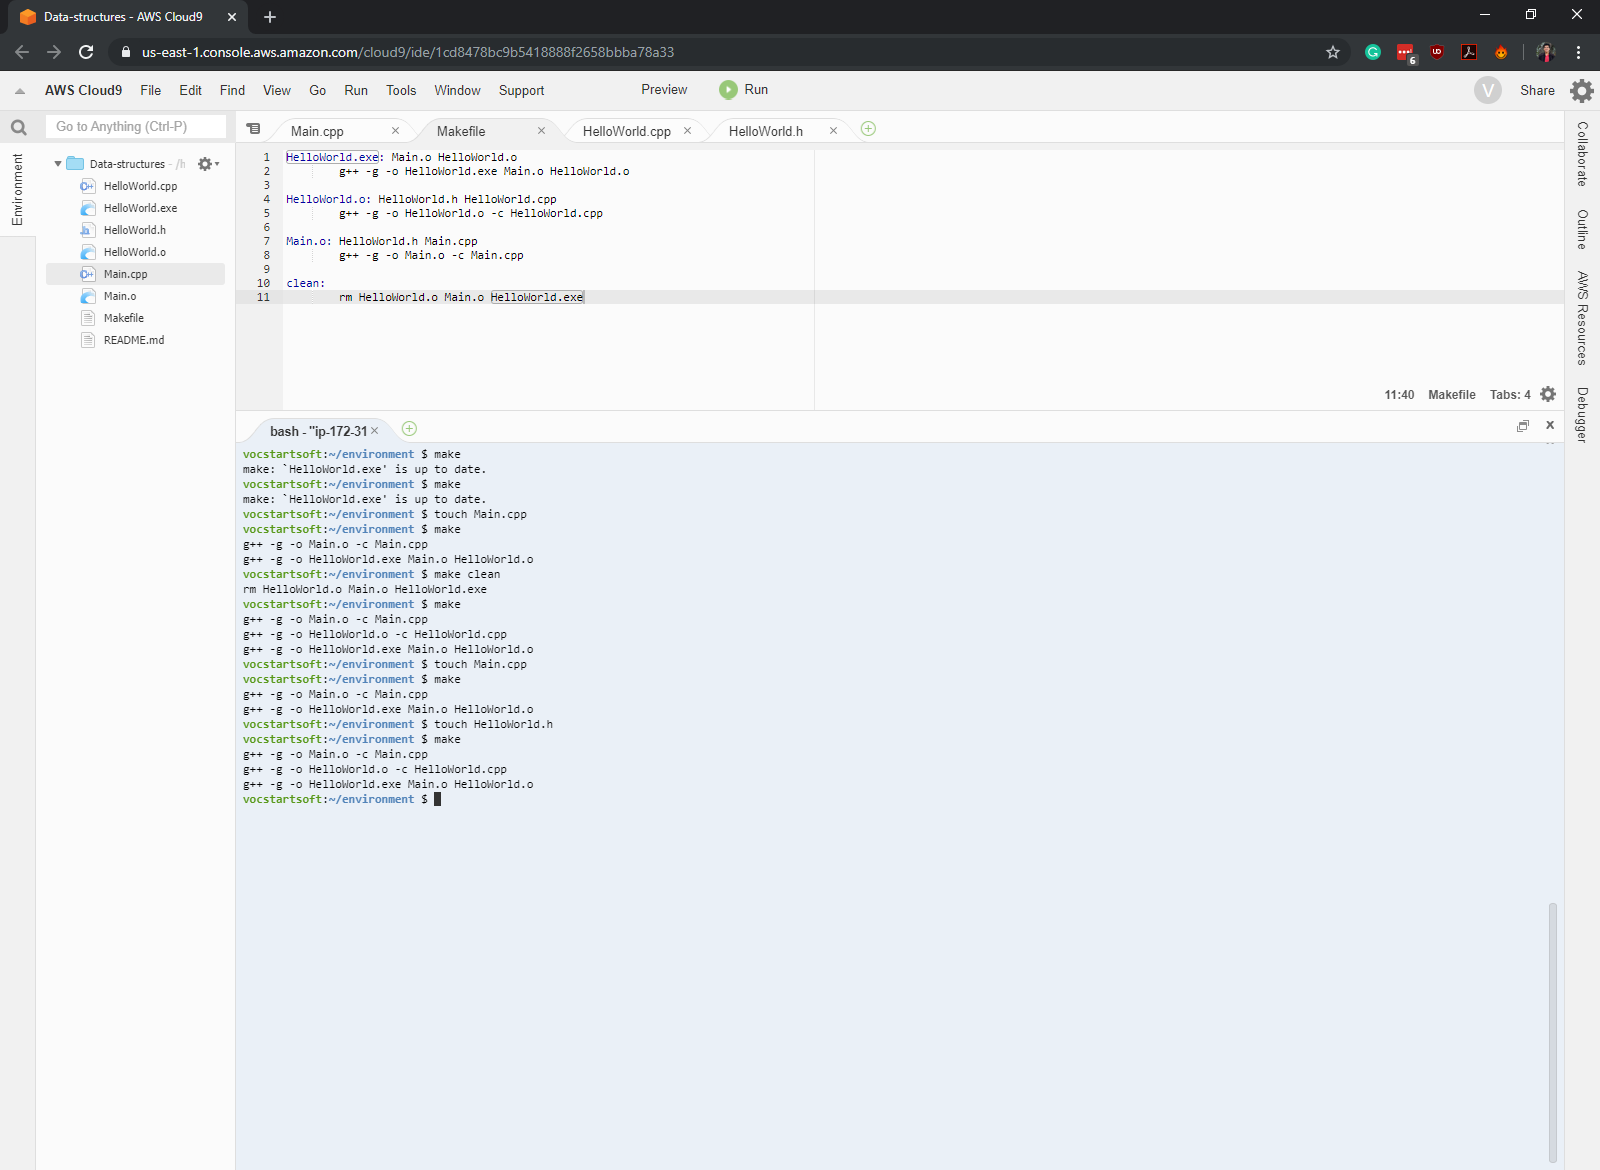 Data-structures - AWS Cloud9
us-east-1.console.aws.amazon.com/cloud9/ide/1cd8478bc9b5418888f2658bbba78a33
6
AWS Cloud9 File Edit Find View Go Run Tools Window Support Preview Run V Share
Go to Anything (Ctrl-P)
Main.cpp Makefile HelloWorld.cpp HelloWorld.h
Environment
Data-structures - /h
HelloWorld.cpp
HelloWorld.exe
HelloWorld.h
HelloWorld.o
Main.cpp
Main.o
Makefile
README.md
1 HelloWorld.exe: Main.o HelloWorld.o
2 g++ -g -o HelloWorld.exe Main.o HelloWorld.o
3
4 HelloWorld.o: HelloWorld.h HelloWorld.cpp
5 g++ -g -o HelloWorld.o -c HelloWorld.cpp
6
7 Main.o: HelloWorld.h Main.cpp
8 g++ -g -o Main.o -c Main.cpp
9
10 clean:
11 rm HelloWorld.o Main.o HelloWorld.exe
11:40 Makefile Tabs: 4
Collaborate
Outline
AWS Resources
Debugger
bash - "ip-172-31
vocstartsoft:~/environment $ make
make: `HelloWorld.exe' is up to date.
vocstartsoft:~/environment $ make
make: `HelloWorld.exe' is up to date.
vocstartsoft:~/environment $ touch Main.cpp
vocstartsoft:~/environment $ make
g++ -g -o Main.o -c Main.cpp
g++ -g -o HelloWorld.exe Main.o HelloWorld.o
vocstartsoft:~/environment $ make clean
rm HelloWorld.o Main.o HelloWorld.exe
vocstartsoft:~/environment $ make
g++ -g -o Main.o -c Main.cpp
g++ -g -o HelloWorld.o -c HelloWorld.cpp
g++ -g -o HelloWorld.exe Main.o HelloWorld.o
vocstartsoft:~/environment $ touch Main.cpp
vocstartsoft:~/environment $ make
g++ -g -o Main.o -c Main.cpp
g++ -g -o HelloWorld.exe Main.o HelloWorld.o
vocstartsoft:~/environment $ touch HelloWorld.h
vocstartsoft:~/environment $ make
g++ -g -o Main.o -c Main.cpp
g++ -g -o HelloWorld.o -c HelloWorld.cpp
g++ -g -o HelloWorld.exe Main.o HelloWorld.o
vocstartsoft:~/environment $